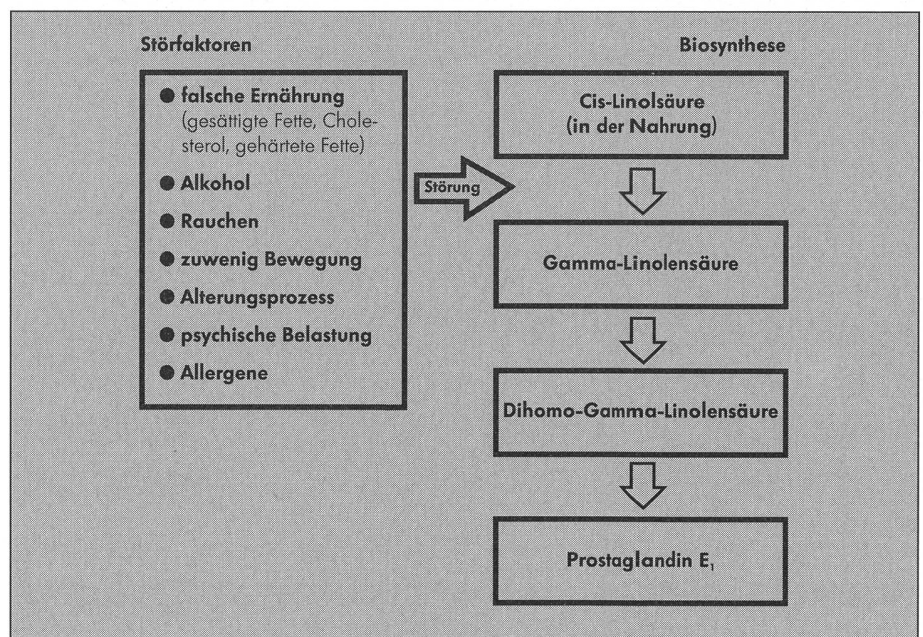 Störfaktoren
● falsche Ernährung
(gesättigte Fette, Chole-
sterol, gehärtete Fette)
● Alkohol
● Rauchen
● zuwenig Bewegung
● Alterungsprozess
● psychische Belastung
● Allergene
Störung
Biosynthese
Cis-Linolsäure
(in der Nahrung)
Gamma-Linolensäure
Dihomo-Gamma-Linolensäure
Prostaglandin E₁